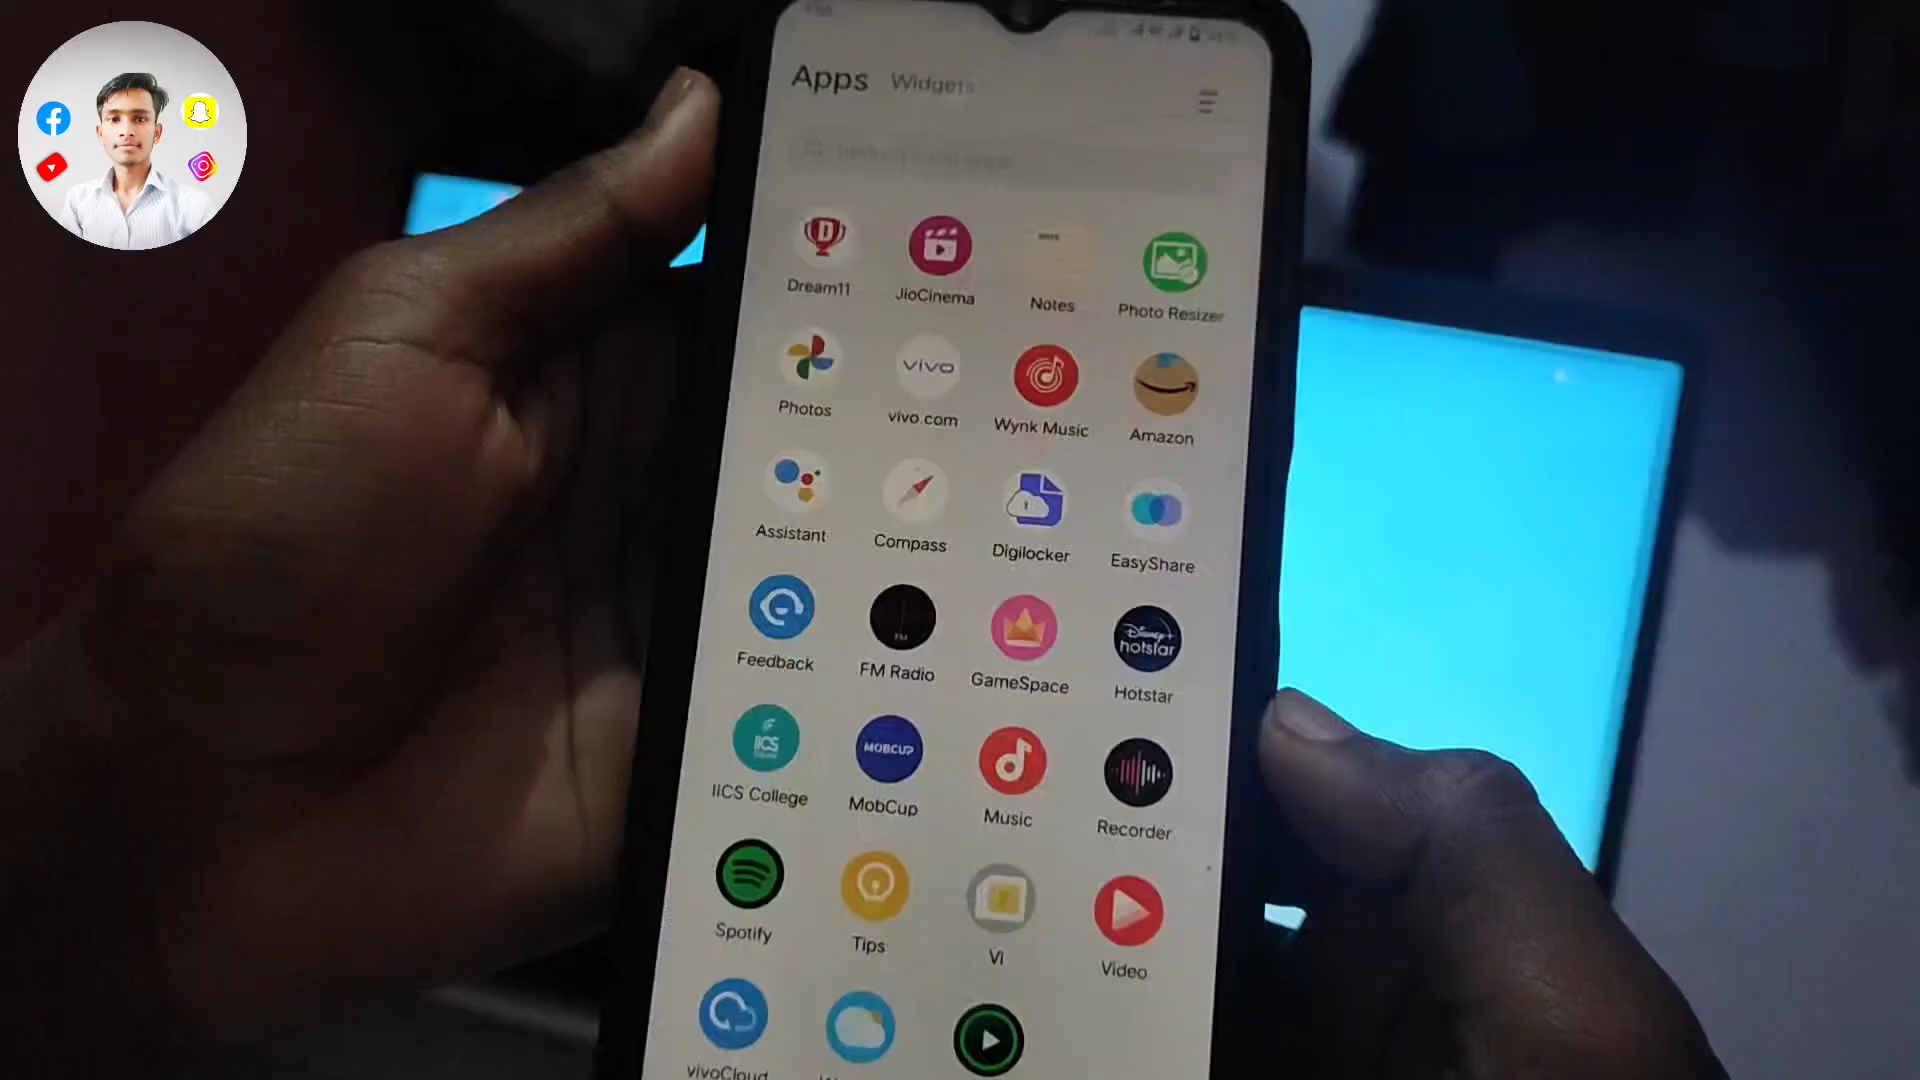 Apps Widgets
Dream11 JioCinema Notes Photo Resizer
vivo
Photos vivo.com Wynk Music Amazon
Assistant Compass Digilocker EasyShare
FM
Disney+
hotstar
Feedback FM Radio GameSpace Hotstar
IICS
MOBCUP
IICS College MobCup Music Recorder
Spotify Tips Vi Video
vivoCloud